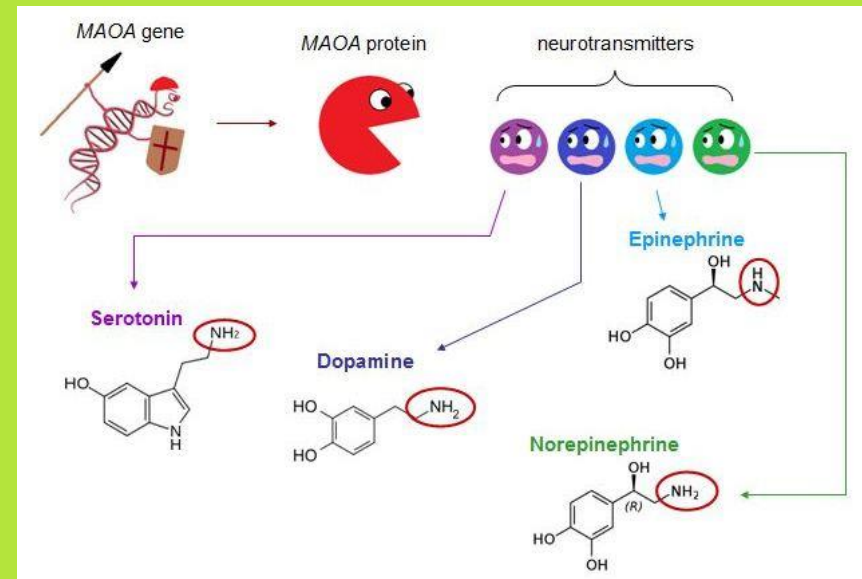 MAOA gene
MAOA protein
neurotransmitters
Epinephrine
OH
H
N
HO
OH
Serotonin
NH₂
HO
N
H
Dopamine
HO
NH₂
HO
Norepinephrine
OH
NH₂
(R)
HO
OH